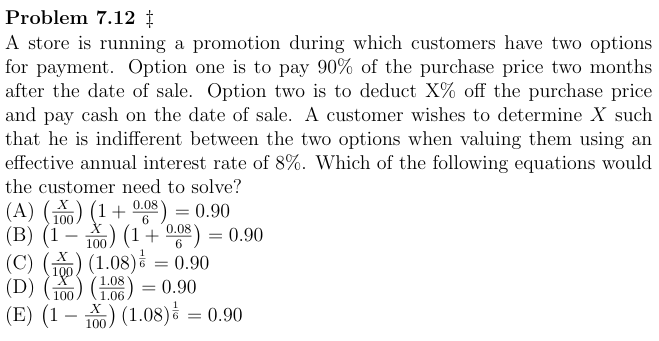 Problem 7.12 ‡
A store is running a promotion during which customers have two options
for payment. Option one is to pay 90% of the purchase price two months
after the date of sale. Option two is to deduct X% off the purchase price
and pay cash on the date of sale. A customer wishes to determine X such
that he is indifferent between the two options when valuing them using an
effective annual interest rate of 8%. Which of the following equations would
the customer need to solve?
(A) (X/100) (1 + 0.08/6) = 0.90
(B) (1 − X/100) (1 + 0.08/6) = 0.90
(C) (X/100) (1.08)^(1/6) = 0.90
(D) (X/100) (1.08/1.06) = 0.90
(E) (1 − X/100) (1.08)^(1/6) = 0.90